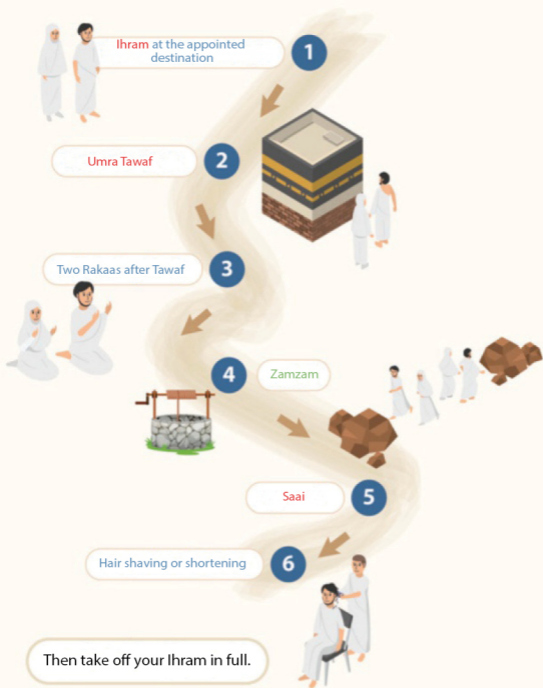 Ihram at the appointed
destination
1
Umra Tawaf
2
Two Rakaas after Tawaf
3
4
Zamzam
Saai
5
Hair shaving or shortening
6
Then take off your Ihram in full.